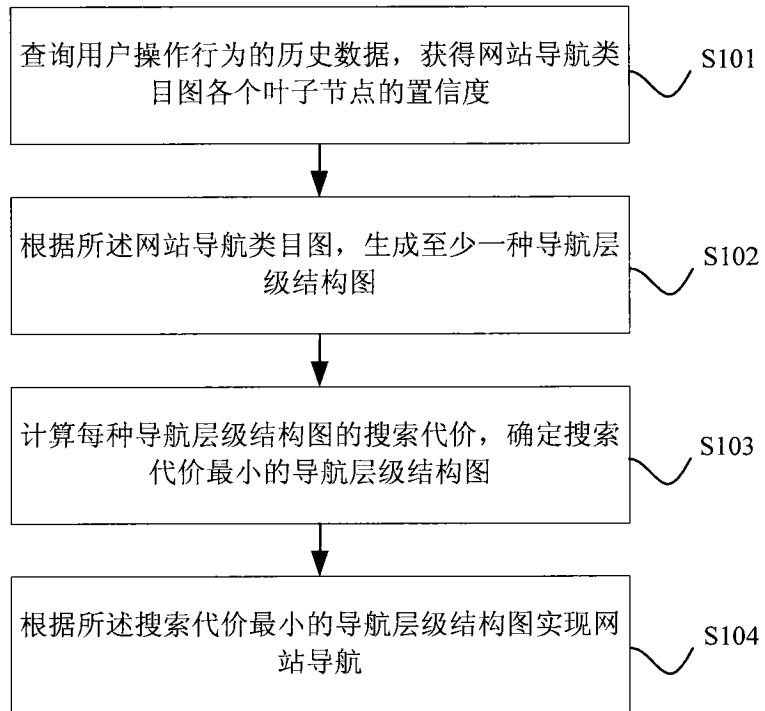 查询用户操作行为的历史数据，获得网站导航类
目图各个叶子节点的置信度
S101
根据所述网站导航类目图，生成至少一种导航层
级结构图
S102
计算每种导航层级结构图的搜索代价，确定搜索
代价最小的导航层级结构图
S103
根据所述搜索代价最小的导航层级结构图实现网
站导航
S104